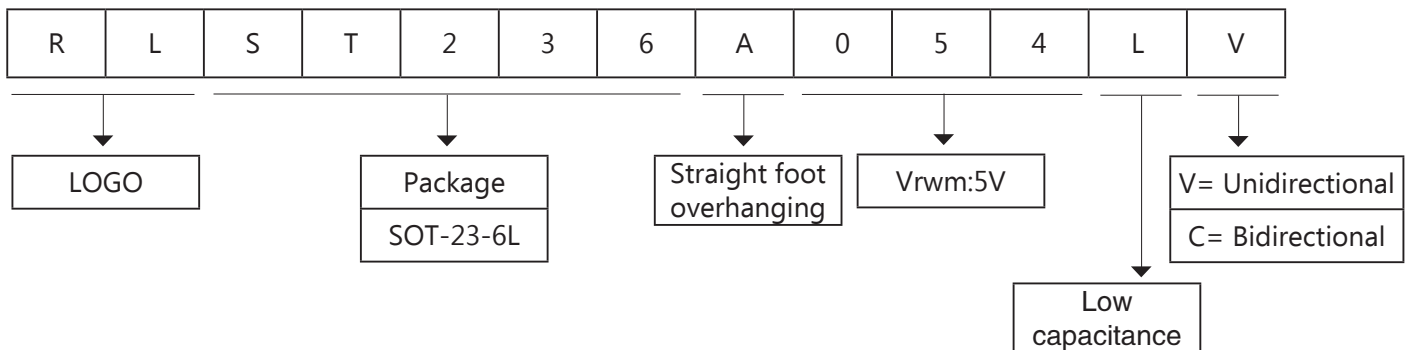 R L S T 2 3 6 A 0 5 4 L V
LOGO
Package
SOT-23-6L
Straight foot
overhanging
Vrwm:5V
V= Unidirectional
C= Bidirectional
Low
capacitance